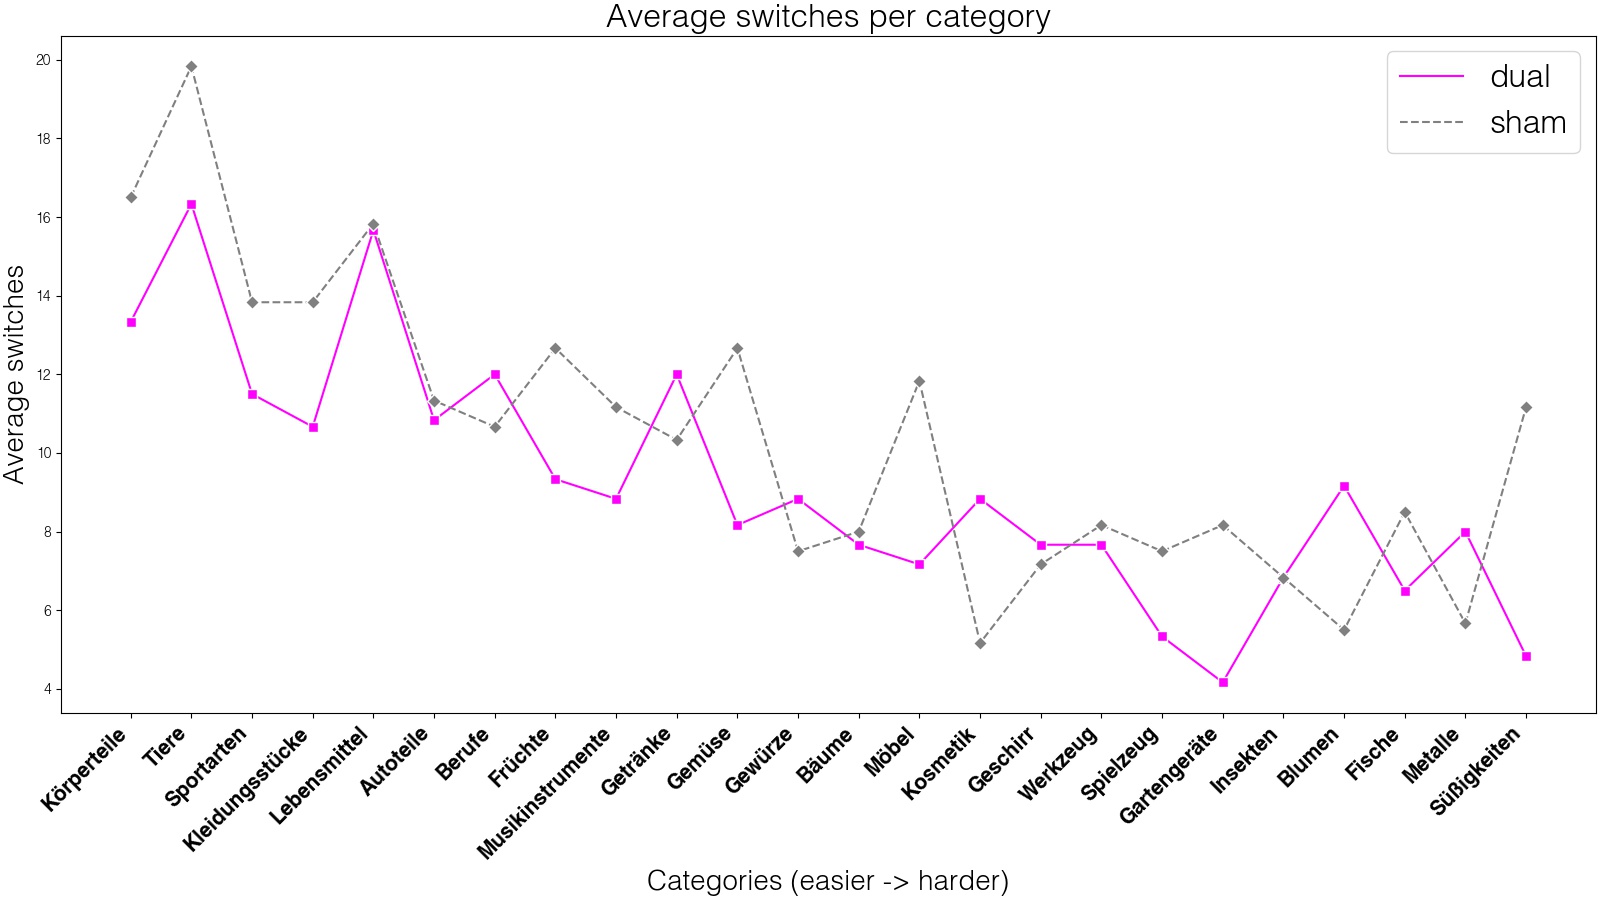 Average switches per category
dual
sham
Average switches
20
18
16
14
12
10
8
6
4
Körperteile
Tiere
Sportarten
Kleidungsstücke
Lebensmittel
Autoteile
Berufe
Früchte
Musikinstrumente
Getränke
Gemüse
Gewürze
Bäume
Möbel
Kosmetik
Geschirr
Werkzeug
Spielzeug
Gartengeräte
Insekten
Blumen
Fische
Metalle
Süßigkeiten
Categories (easier -> harder)